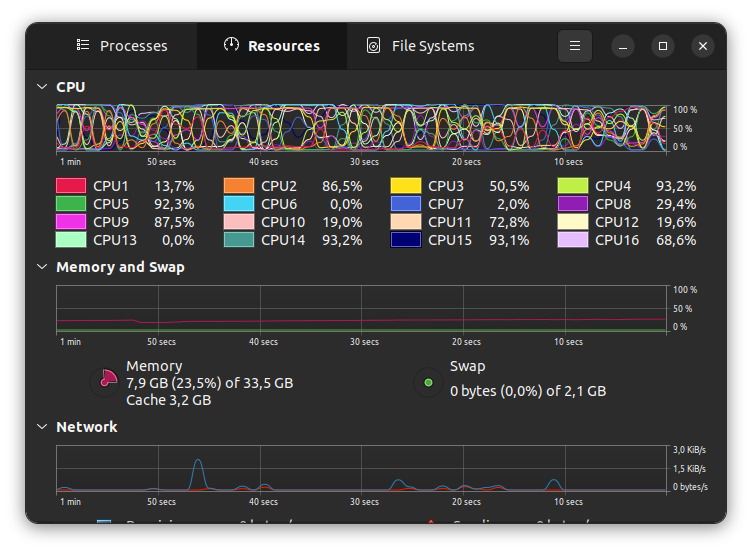 Processes Resources File Systems
CPU
100 %
50 %
0 %
1 min 50 secs 40 secs 30 secs 20 secs 10 secs
CPU1 13,7% CPU2 86,5% CPU3 50,5% CPU4 93,2%
CPU5 92,3% CPU6 0,0% CPU7 2,0% CPU8 29,4%
CPU9 87,5% CPU10 19,0% CPU11 72,8% CPU12 19,6%
CPU13 0,0% CPU14 93,2% CPU15 93,1% CPU16 68,6%
Memory and Swap
100 %
50 %
0 %
1 min 50 secs 40 secs 30 secs 20 secs 10 secs
Memory
7,9 GB (23,5%) of 33,5 GB
Cache 3,2 GB
Swap
0 bytes (0,0%) of 2,1 GB
Network
3,0 KiB/s
1,5 KiB/s
0 bytes/s
1 min 50 secs 40 secs 30 secs 20 secs 10 secs